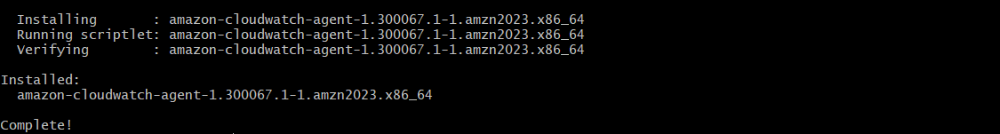 Installing       : amazon-cloudwatch-agent-1.300067.1-1.amzn2023.x86_64
Running scriptlet: amazon-cloudwatch-agent-1.300067.1-1.amzn2023.x86_64
Verifying        : amazon-cloudwatch-agent-1.300067.1-1.amzn2023.x86_64
Installed:
amazon-cloudwatch-agent-1.300067.1-1.amzn2023.x86_64
Complete!